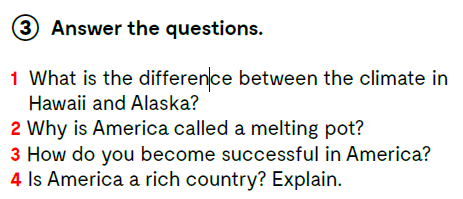 ③ Answer the questions.
1 What is the difference between the climate in
Hawaii and Alaska?
2 Why is America called a melting pot?
3 How do you become successful in America?
4 Is America a rich country? Explain.